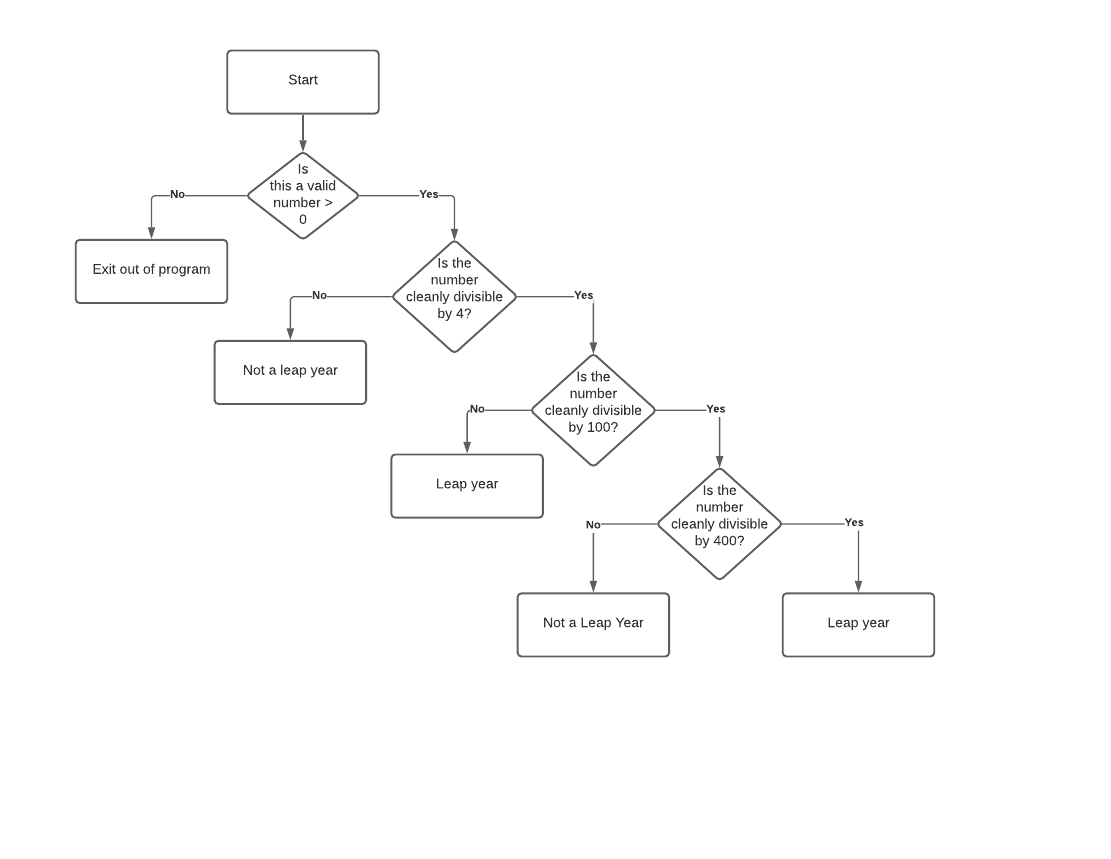 Start
Is
this a valid
number >
0
No
Yes
Exit out of program
Is the
number
cleanly divisible
by 4?
No
Yes
Not a leap year
Is the
number
cleanly divisible
by 100?
No
Yes
Leap year
Is the
number
cleanly divisible
by 400?
No
Yes
Not a Leap Year
Leap year